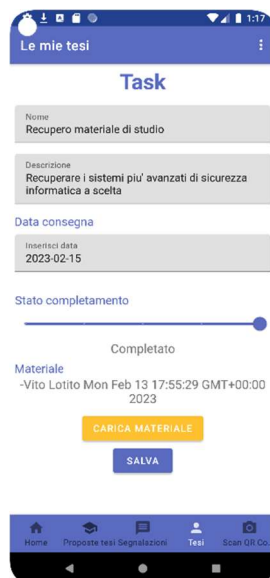 1:17
Le mie tesi
Task
Nome
Recupero materiale di studio
Descrizione
Recuperare i sistemi piu' avanzati di sicurezza
informatica a scelta
Data consegna
Inserisci data
2023-02-15
Stato completamento
Completato
Materiale
-Vito Lotito Mon Feb 13 17:55:29 GMT+00:00
2023
CARICA MATERIALE
SALVA
Home Proposte tesi Segnalazioni Tesi Scan QR Co..